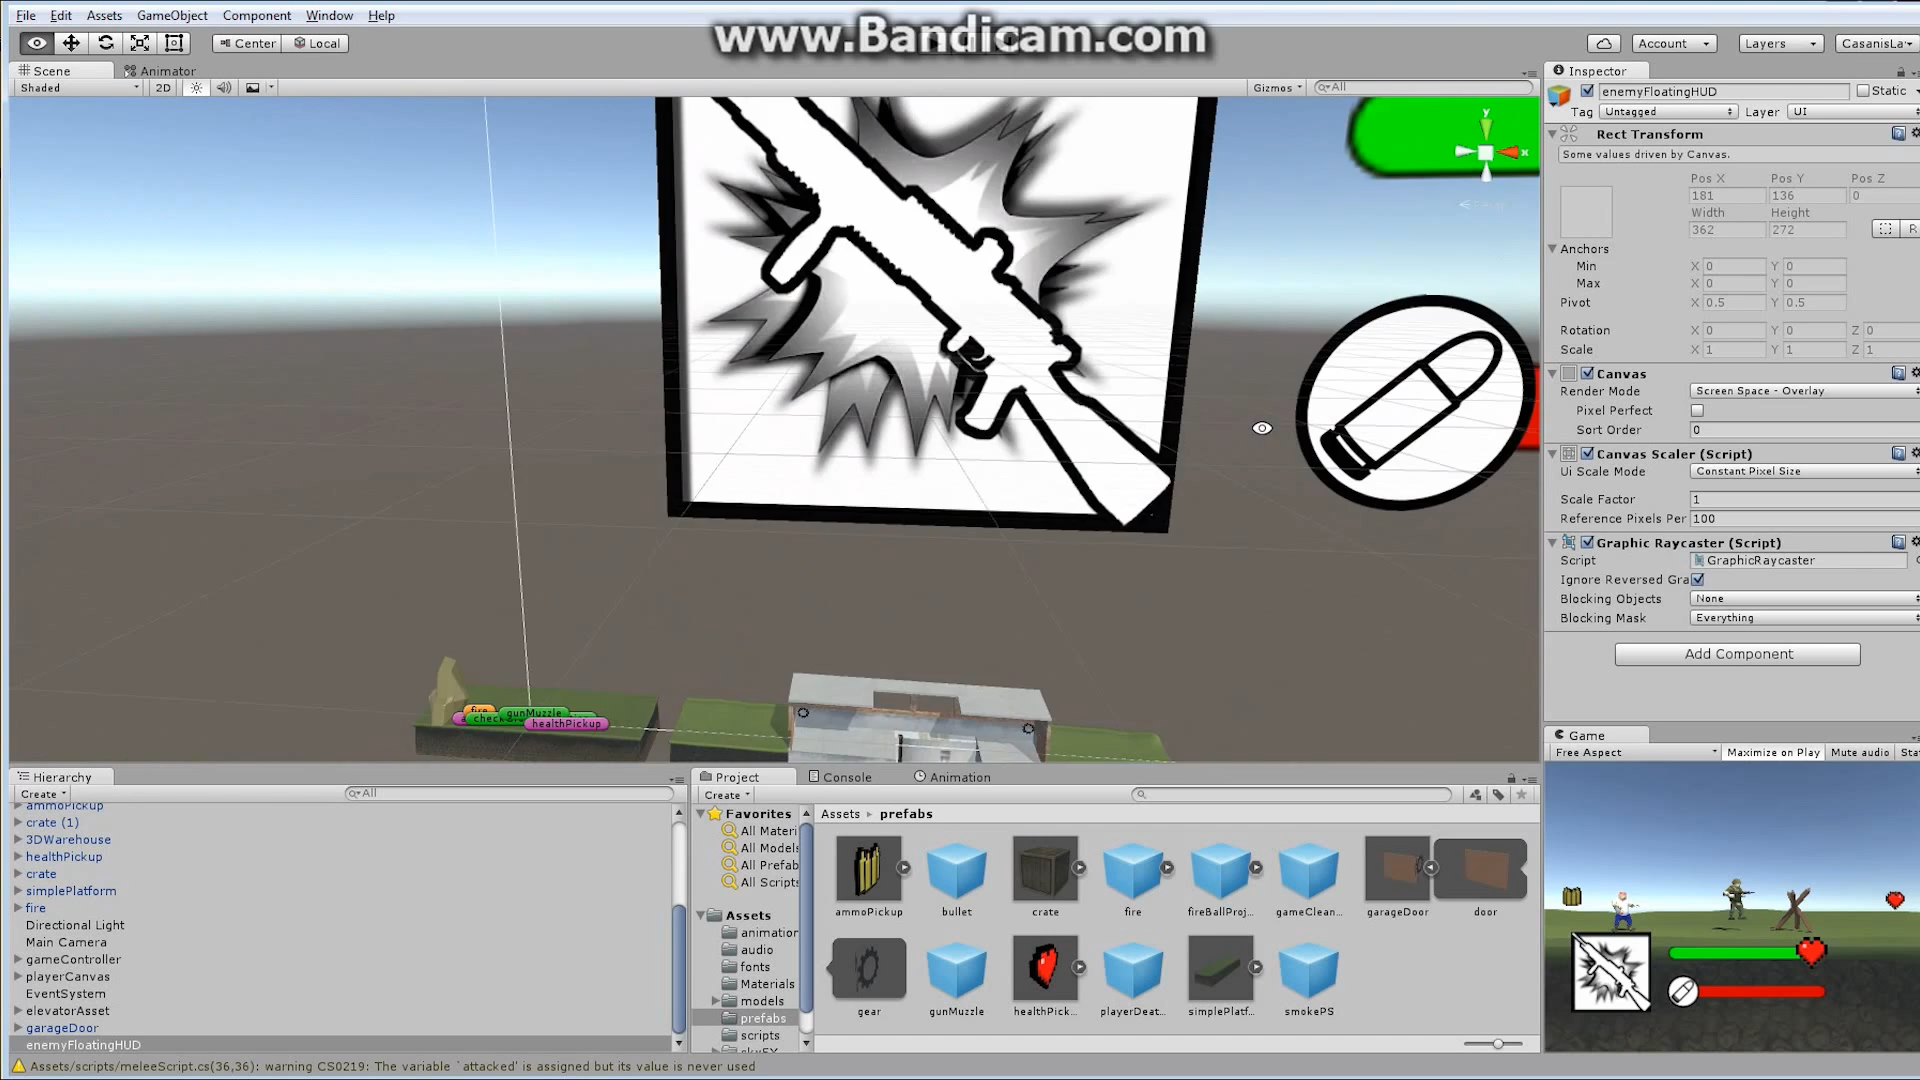 File Edit Assets GameObject Component Window Help
www.Bandicam.com
Center Local Account Layers
Scene Animator
Shaded 2D Gizmos All
Inspector
enemyFloatingHUD Static
Tag Untagged Layer UI
Rect Transform
Some values driven by Canvas.
Pos X Pos Y Pos Z
181 136 0
Width Height
362 272 R
Anchors
Min X 0 Y 0
Max X 0 Y 0
Pivot X 0.5 Y 0.5
Rotation X 0 Y 0 Z 0
Scale X 1 Y 1 Z 1
Canvas
Render Mode Screen Space - Overlay
Pixel Perfect
Sort Order 0
Canvas Scaler (Script)
Ui Scale Mode Constant Pixel Size
Scale Factor 1
Reference Pixels Per 100
Graphic Raycaster (Script)
Script GraphicRaycaster
Ignore Reversed Gra
Blocking Objects None
Blocking Mask Everything
Add Component
y
x
fire gunMuzzle
healthPickup
Game
Free Aspect Maximize on Play Mute audio
Hierarchy
Create All
ammoPickup
crate (1)
3DWarehouse
healthPickup
crate
simplePlatform
fire
Directional Light
Main Camera
gameController
playerCanvas
EventSystem
elevatorAsset
garageDoor
enemyFloatingHUD
Project Console Animation
Create
Favorites
All Materi
All Models
All Prefab
All Scripts
Assets
animation
audio
fonts
Materials
models
prefabs
scripts
Assets prefabs
ammoPickup bullet crate fire fireBallProj... gameClean... garageDoor door
gear gunMuzzle healthPick... playerDeat... simplePlatf... smokePS
Assets/scripts/meleeScript.cs(36,36): warning CS0219: The variable `attacked' is assigned but its value is never used